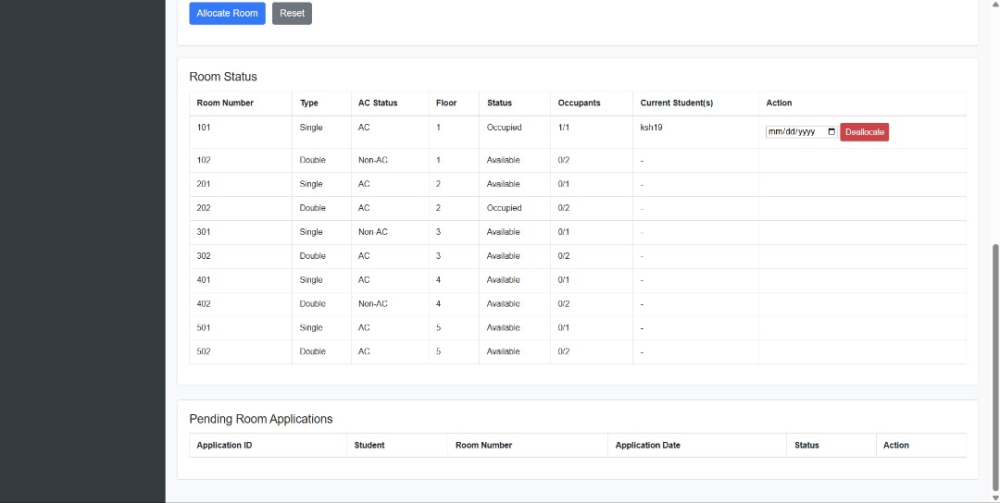 Allocate Room Reset
Room Status
Room Number Type AC Status Floor Status Occupants Current Student(s) Action
101 Single AC 1 Occupied 1/1 ksh19 mm/dd/yyyy Deallocate
102 Double Non-AC 1 Available 0/2 -
201 Single AC 2 Available 0/1 -
202 Double AC 2 Occupied 0/2 -
301 Single Non-AC 3 Available 0/1 -
302 Double AC 3 Available 0/2 -
401 Single AC 4 Available 0/1 -
402 Double Non-AC 4 Available 0/2 -
501 Single AC 5 Available 0/1 -
502 Double AC 5 Available 0/2 -
Pending Room Applications
Application ID Student Room Number Application Date Status Action